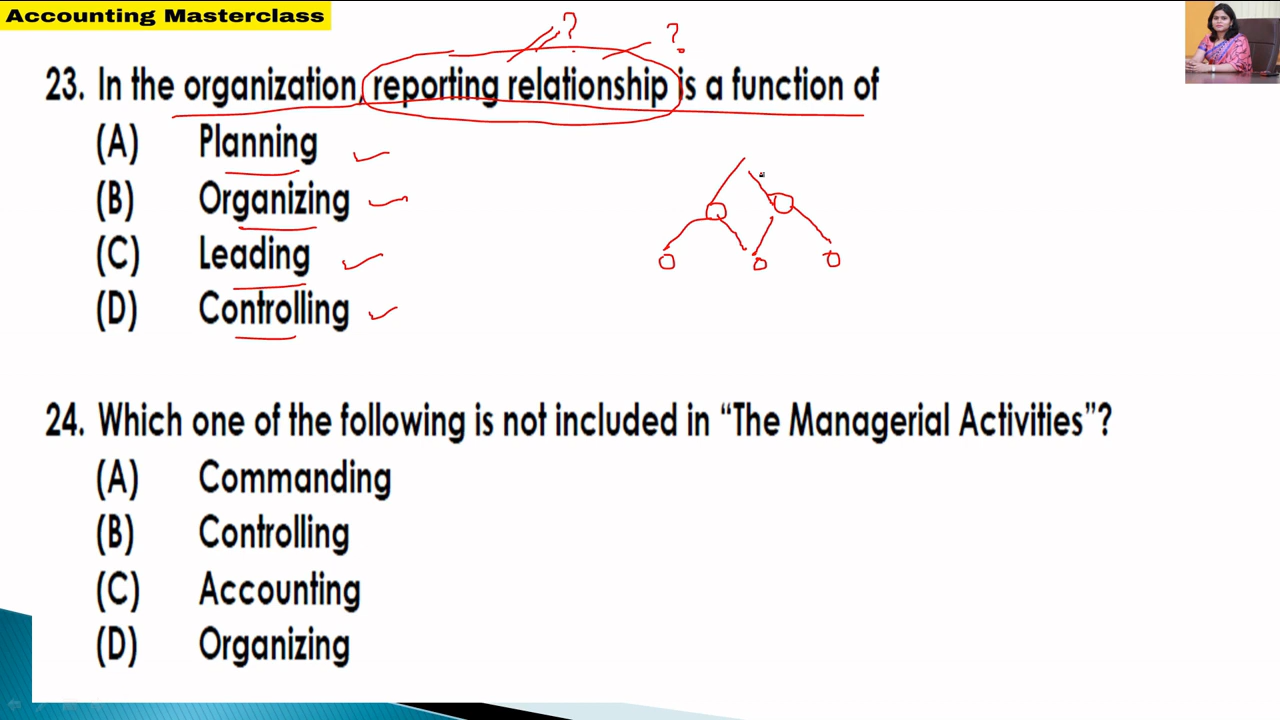 Accounting Masterclass
? ?
23. In the organization, reporting relationship is a function of
(A) Planning
(B) Organizing
(C) Leading
(D) Controlling
24. Which one of the following is not included in “The Managerial Activities”?
(A) Commanding
(B) Controlling
(C) Accounting
(D) Organizing